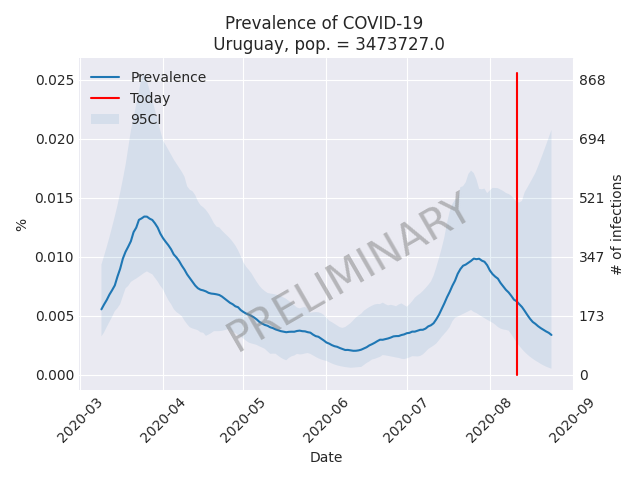 Prevalence of COVID-19
Uruguay, pop. = 3473727.0
Prevalence
Today
95CI
0.025
0.020
0.015
0.010
0.005
0.000
%
868
694
521
347
173
0
# of infections
PRELIMINARY
2020-03
2020-04
2020-05
2020-06
2020-07
2020-08
2020-09
Date